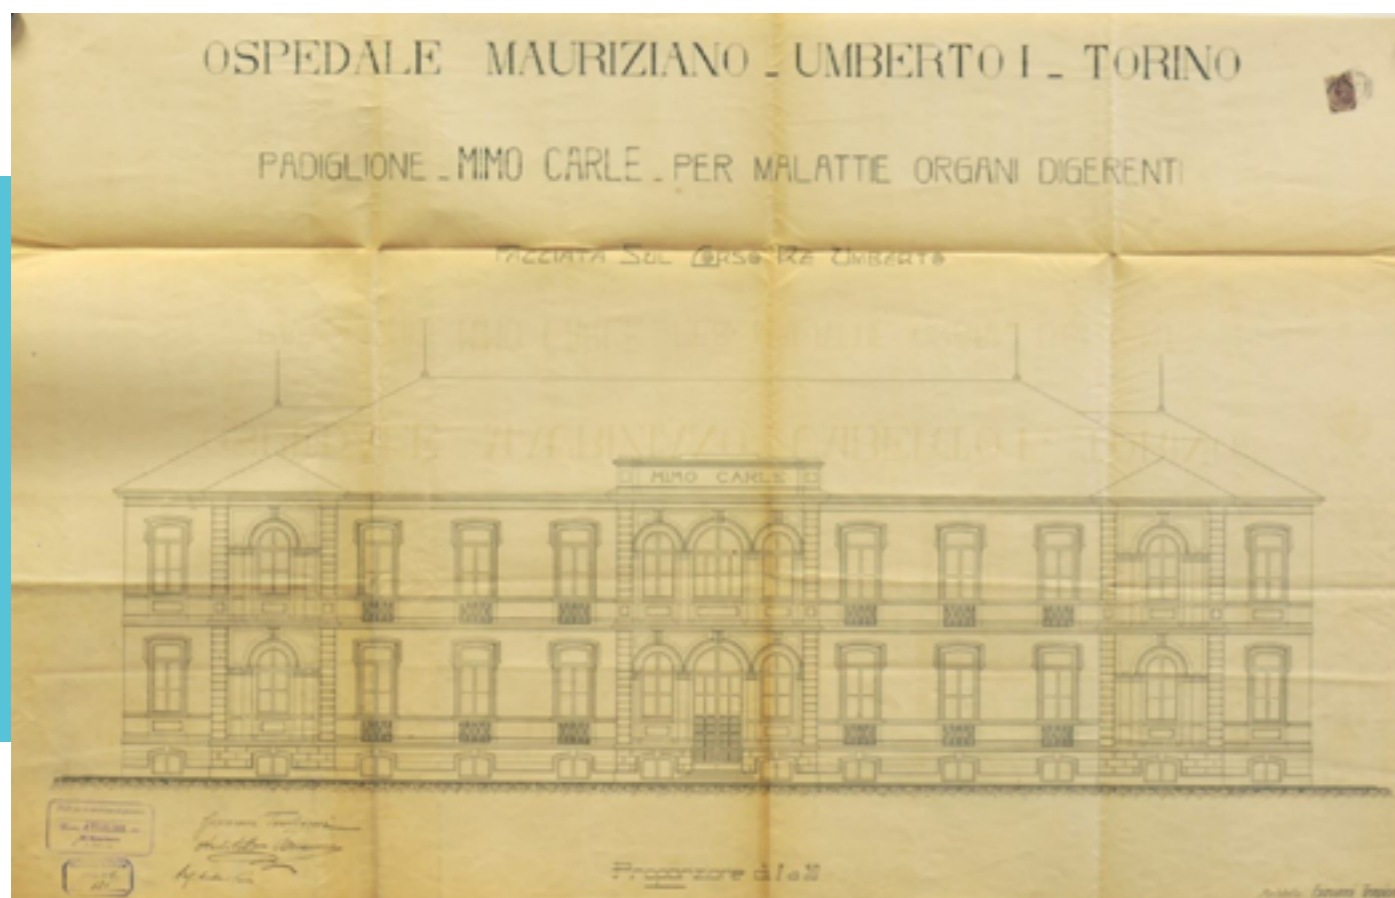 OSPEDALE MAURIZIANO - UMBERTO I - TORINO
PADIGLIONE - MIMO CARLE - PER MALATTIE ORGANI DIGERENTI
FACCIATA SUL CORSO RE UMBERTO
MIMO CARLE
Proporzione di 1 a